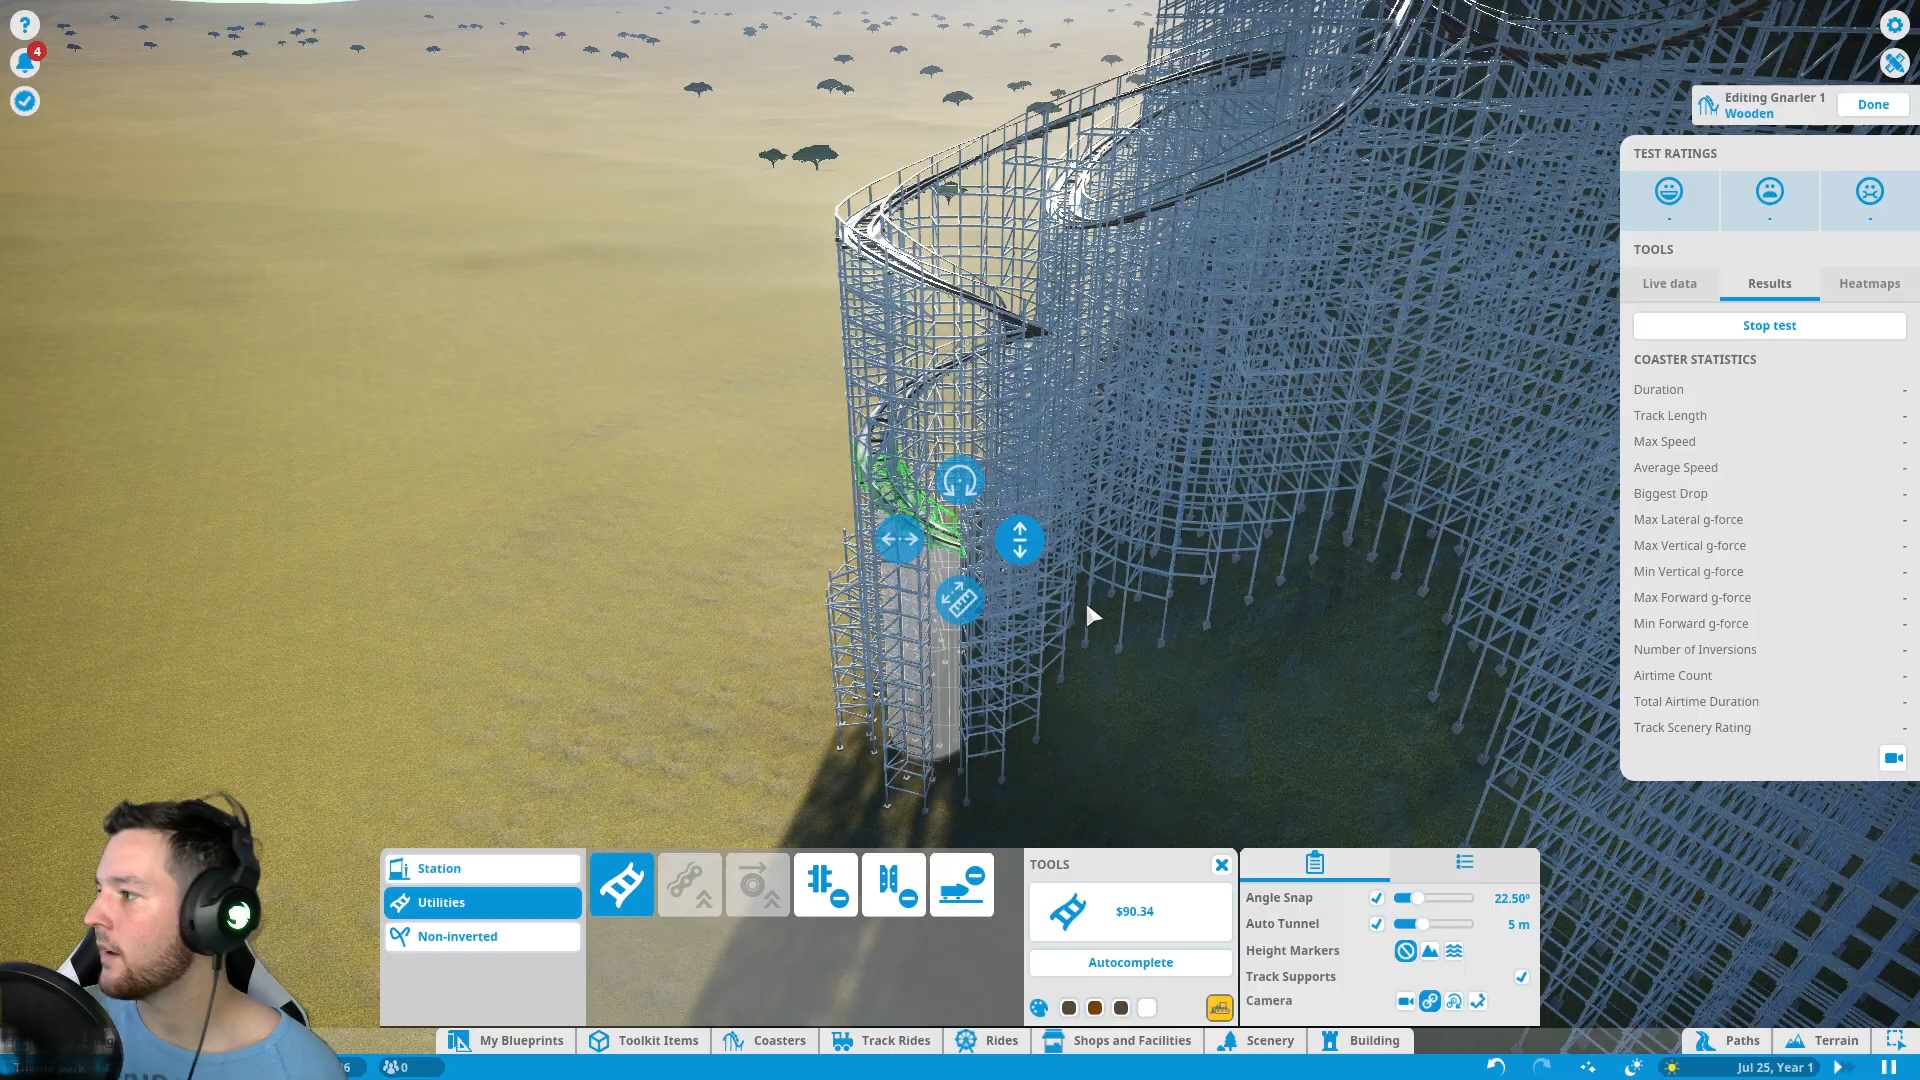 4
Editing Gnarler 1
Wooden
Done
TEST RATINGS
-
-
-
TOOLS
Live data
Results
Heatmaps
Stop test
COASTER STATISTICS
Duration -
Track Length -
Max Speed -
Average Speed -
Biggest Drop -
Max Lateral g-force -
Max Vertical g-force -
Min Vertical g-force -
Max Forward g-force -
Min Forward g-force -
Number of Inversions -
Airtime Count -
Total Airtime Duration -
Track Scenery Rating -
Station
Utilities
Non-inverted
TOOLS
$90.34
Autocomplete
Angle Snap 22.50°
Auto Tunnel 5 m
Height Markers
Track Supports
Camera
My Blueprints
Toolkit Items
Coasters
Track Rides
Rides
Shops and Facilities
Scenery
Building
Paths
Terrain
6
0
Jul 25, Year 1